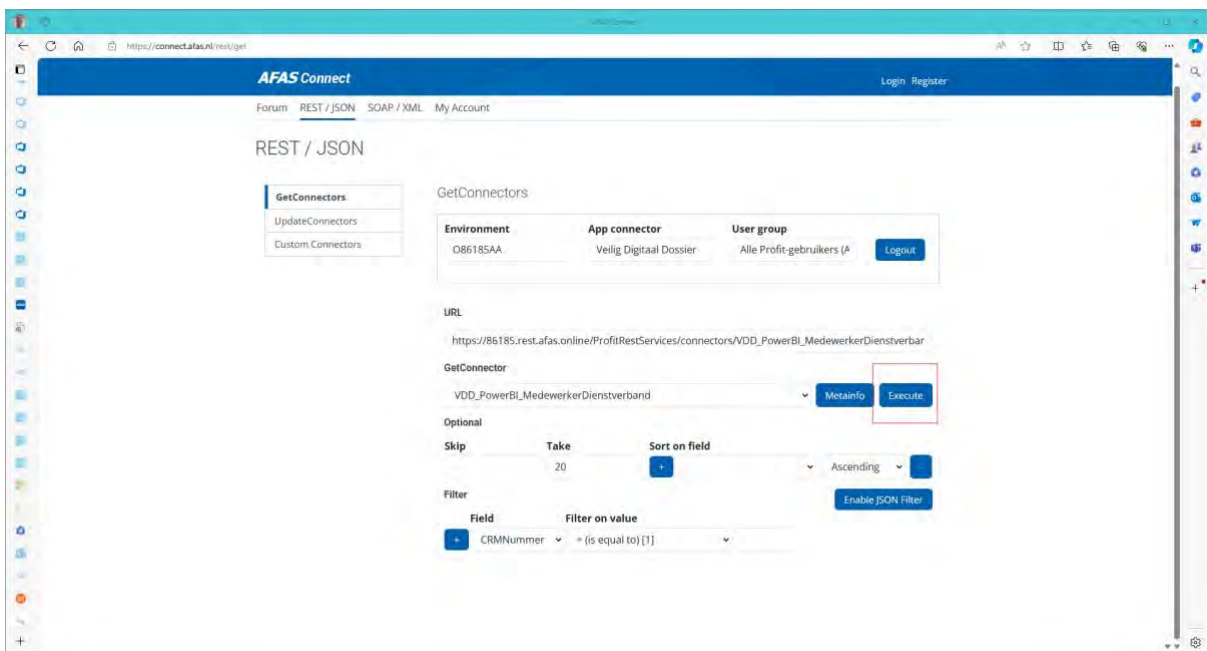 AFAS Connect
https://connect.afas.nl/rest/get
AFAS Connect
Login Register
Forum REST / JSON SOAP / XML My Account
REST / JSON
GetConnectors
UpdateConnectors
Custom Connectors
GetConnectors
Environment App connector User group
O86185AA Veilig Digitaal Dossier Alle Profit-gebruikers (A Logout
URL
https://86185.rest.afas.online/ProfitRestServices/connectors/VDD_PowerBI_MedewerkerDienstverbar
GetConnector
VDD_PowerBI_MedewerkerDienstverband Metainfo Execute
Optional
Skip Take Sort on field
20 + Ascending
Filter Enable JSON Filter
Field Filter on value
+ CRMNummer = (is equal to) [1]